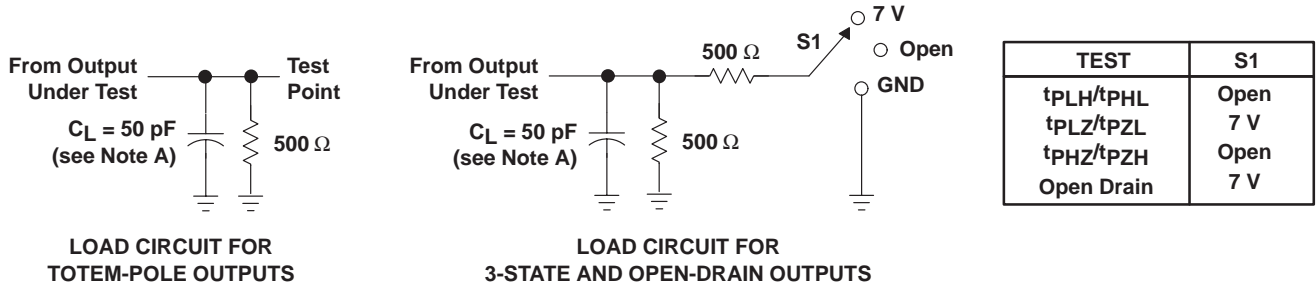 From Output
Under Test
Test
Point
CL = 50 pF
(see Note A)
500 Ω
LOAD CIRCUIT FOR
TOTEM-POLE OUTPUTS
From Output
Under Test
500 Ω
S1
7 V
Open
GND
CL = 50 pF
(see Note A)
500 Ω
LOAD CIRCUIT FOR
3-STATE AND OPEN-DRAIN OUTPUTS
TEST S1
tPLH/tPHL Open
tPLZ/tPZL 7 V
tPHZ/tPZH Open
Open Drain 7 V